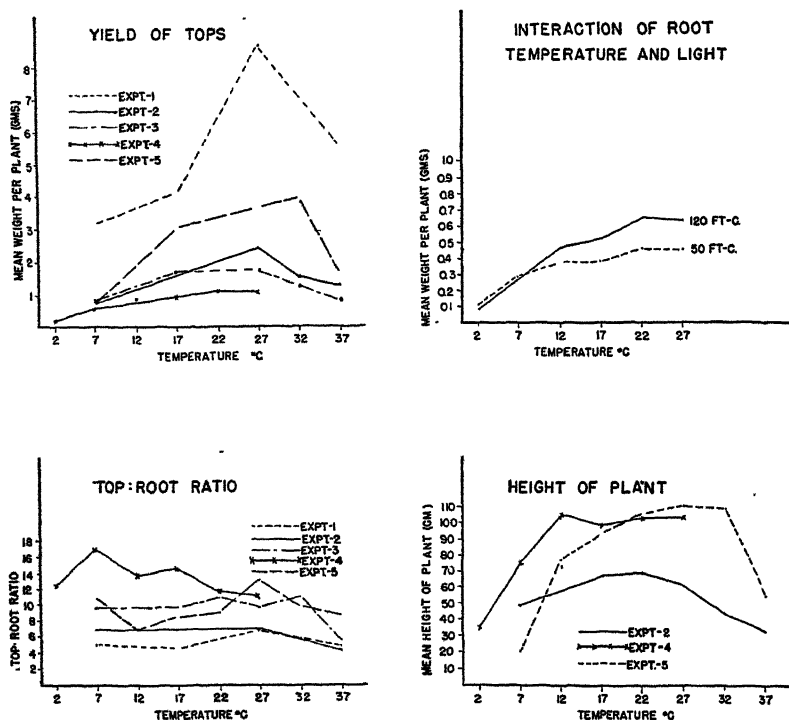 YIELD OF TOPS
MEAN WEIGHT PER PLANT (GMS.)
8
7
6
5
4
3
2
1
EXPT-1
EXPT-2
EXPT-3
EXPT-4
EXPT-5
2 7 12 17 22 27 32 37
TEMPERATURE °C
INTERACTION OF ROOT
TEMPERATURE AND LIGHT
MEAN WEIGHT PER PLANT (GMS.)
1.0
0.9
0.8
0.7
0.6
0.5
0.4
0.3
0.2
0.1
120 FT-C.
50 FT-C.
2 7 12 17 22 27
TEMPERATURE °C
TOP:ROOT RATIO
TOP:ROOT RATIO
18
16
14
12
10
8
6
4
2
EXPT-1
EXPT-2
EXPT-3
EXPT-4
EXPT-5
2 7 12 17 22 27 32 37
TEMPERATURE °C
HEIGHT OF PLANT
MEAN HEIGHT OF PLANT (GM)
110
100
90
80
70
60
50
40
30
20
10
EXPT-2
EXPT-4
EXPT-5
2 7 12 17 22 27 32 37
TEMPERATURE °C